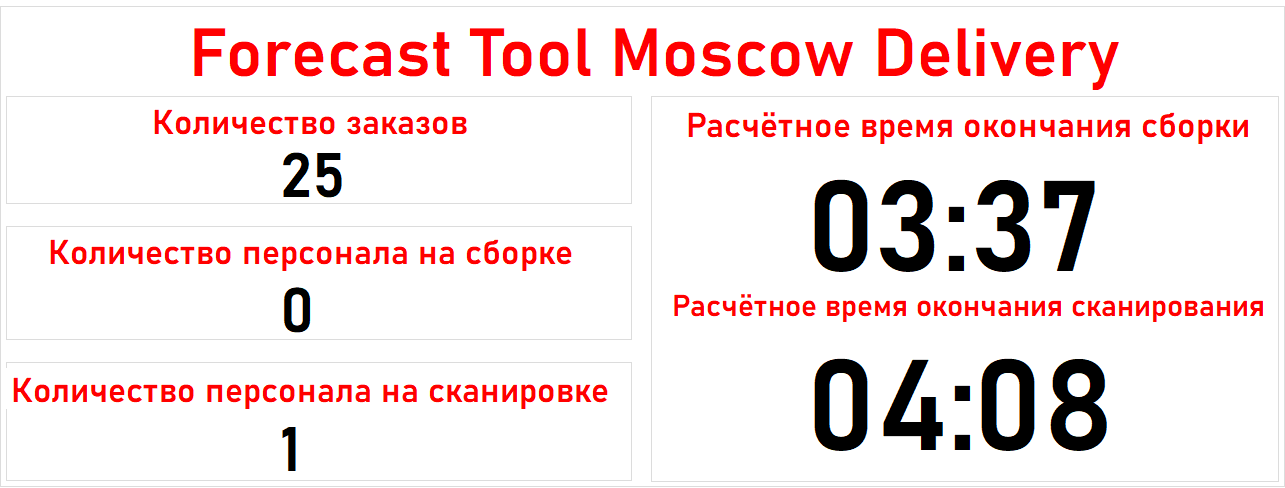 Forecast Tool Moscow Delivery
Количество заказов
25
Количество персонала на сборке
0
Количество персонала на сканировке
1
Расчётное время окончания сборки
03:37
Расчётное время окончания сканирования
04:08